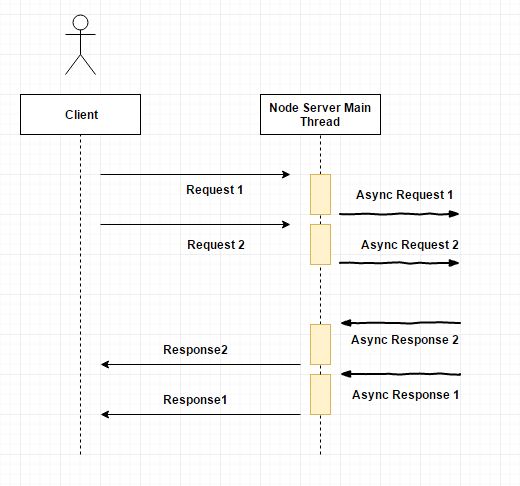 Client
Node Server Main
Thread
Request 1
Async Request 1
Request 2
Async Request 2
Async Response 2
Response2
Async Response 1
Response1